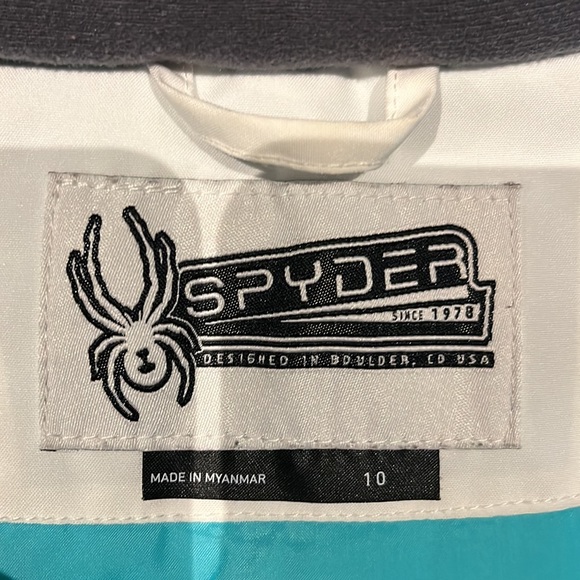 SPYDER
SINCE 1978
DESIGNED IN BOULDER, CO USA
MADE IN MYANMAR 10